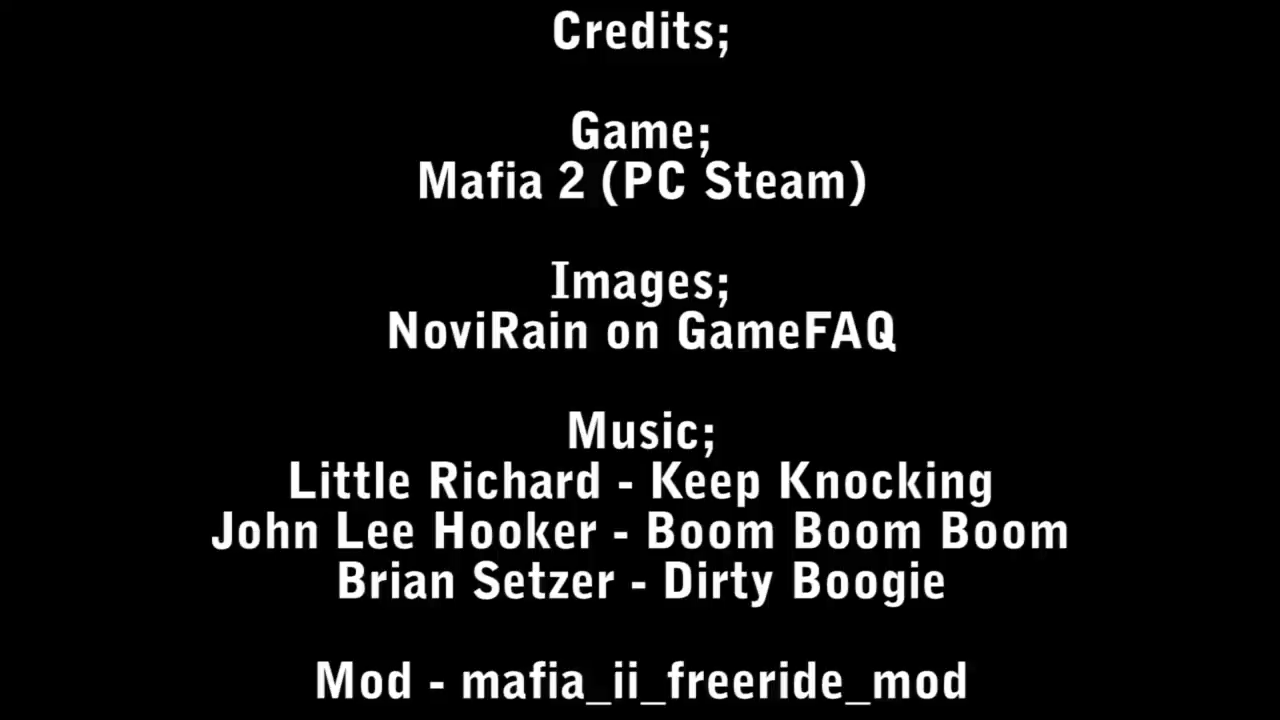 Credits;
Game;
Mafia 2 (PC Steam)
Images;
NoviRain on GameFAQ
Music;
Little Richard - Keep Knocking
John Lee Hooker - Boom Boom Boom
Brian Setzer - Dirty Boogie
Mod - mafia_ii_freeride_mod